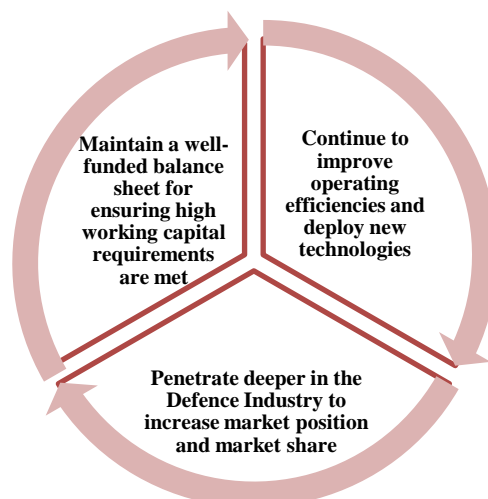 Maintain a well-
funded balance
sheet for
ensuring high
working capital
requirements
are met
Continue to
improve
operating
efficiencies and
deploy new
technologies
Penetrate deeper in the
Defence Industry to
increase market position
and market share